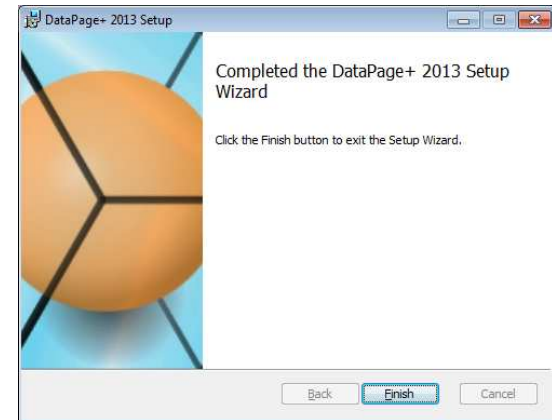 DataPage+ 2013 Setup
Completed the DataPage+ 2013 Setup
Wizard
Click the Finish button to exit the Setup Wizard.
Back
Finish
Cancel